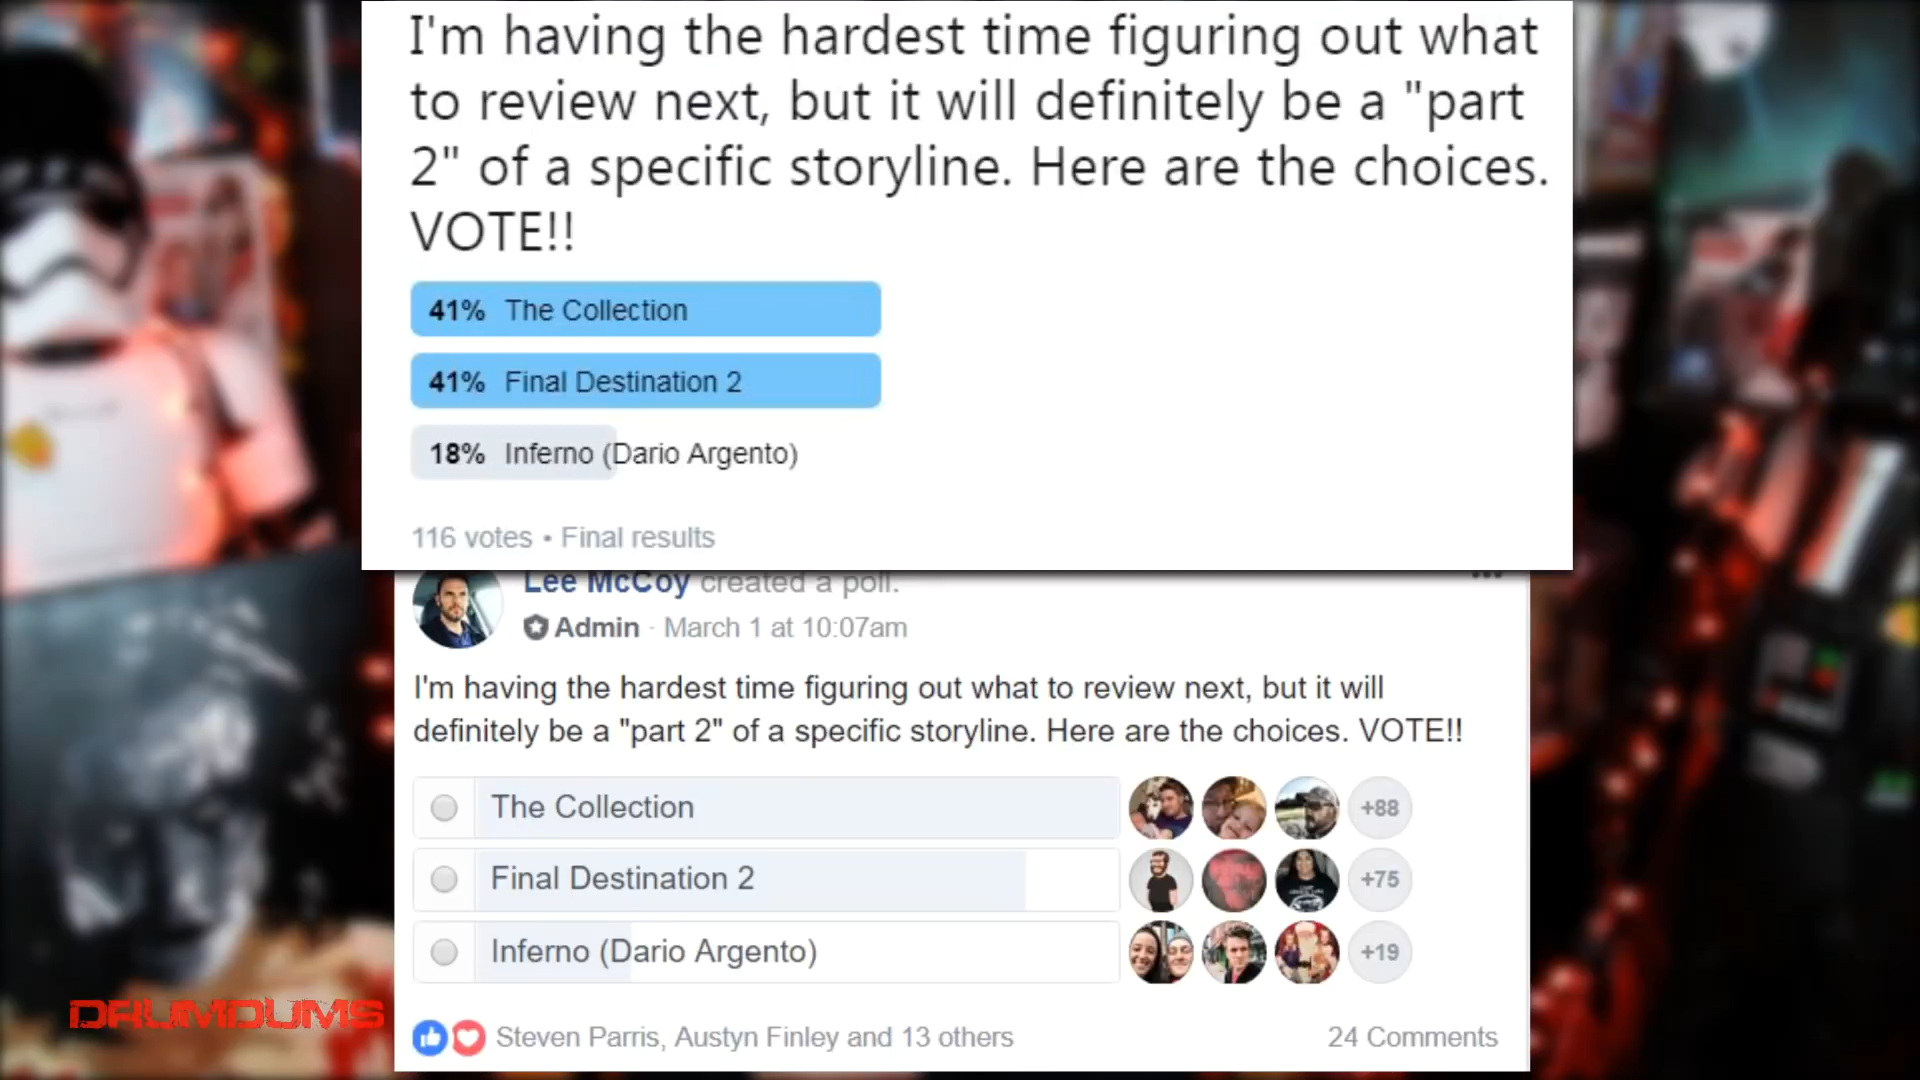 I'm having the hardest time figuring out what
to review next, but it will definitely be a "part
2" of a specific storyline. Here are the choices.
VOTE!!
41% The Collection
41% Final Destination 2
18% Inferno (Dario Argento)
116 votes • Final results
Lee McCoy created a poll.
Admin · March 1 at 10:07am
I'm having the hardest time figuring out what to review next, but it will
definitely be a "part 2" of a specific storyline. Here are the choices. VOTE!!
The Collection +88
Final Destination 2 +75
Inferno (Dario Argento) +19
DRUMDUMS
Steven Parris, Austyn Finley and 13 others 24 Comments